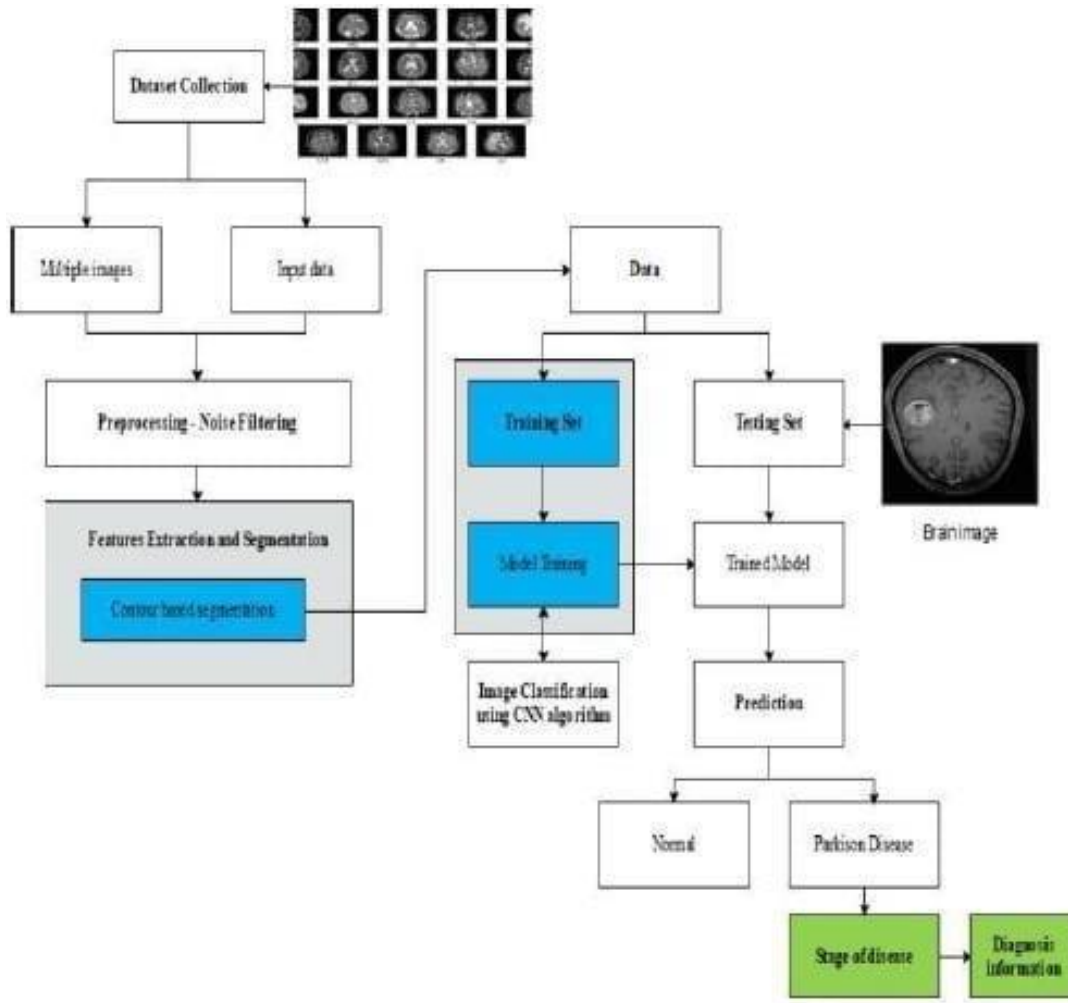 Dataset Collection
Multiple images
Input data
Data
Preprocessing - Noise Filtering
Training Set
Testing Set
Brain image
Features Extraction and Segmentation
Contour based segmentation
Model Training
Trained Model
Image Classification
using CNN algorithm
Prediction
Normal
Parkison Disease
Stage of disease
Diagnosis
information